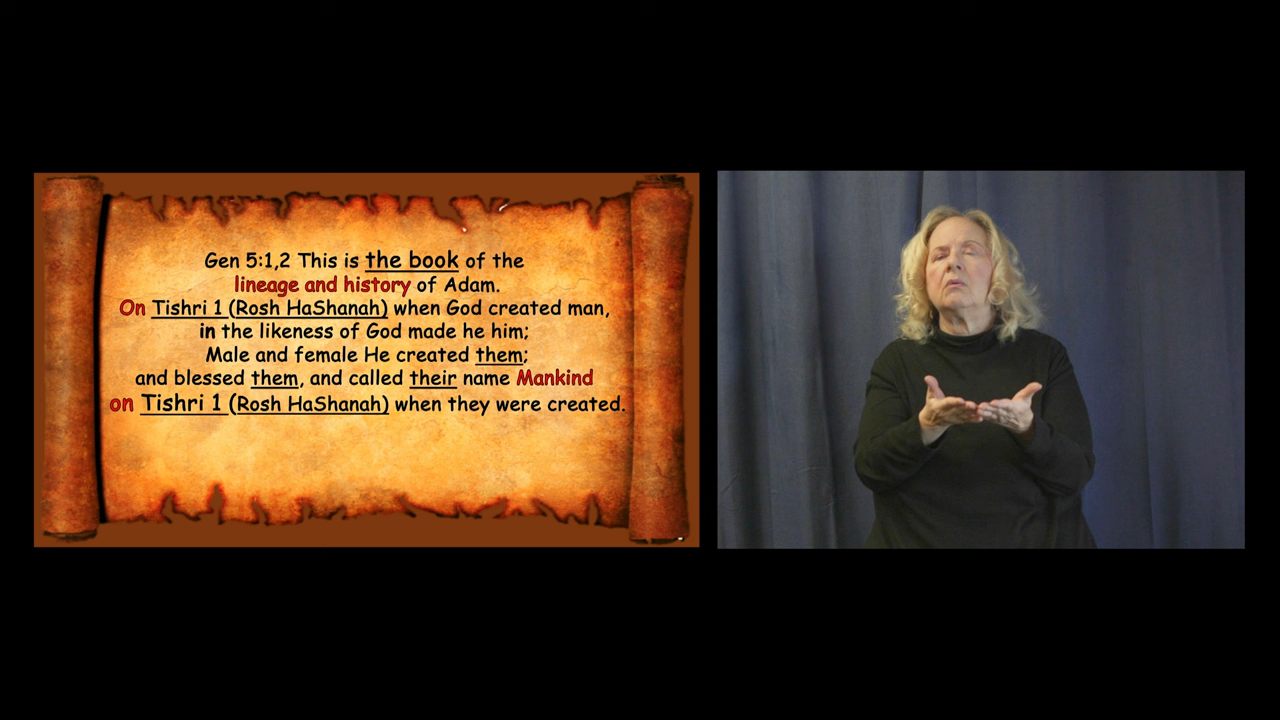 Gen 5:1,2 This is the book of the
lineage and history of Adam.
On Tishri 1 (Rosh HaShanah) when God created man,
in the likeness of God made he him;
Male and female He created them;
and blessed them, and called their name Mankind
on Tishri 1 (Rosh HaShanah) when they were created.